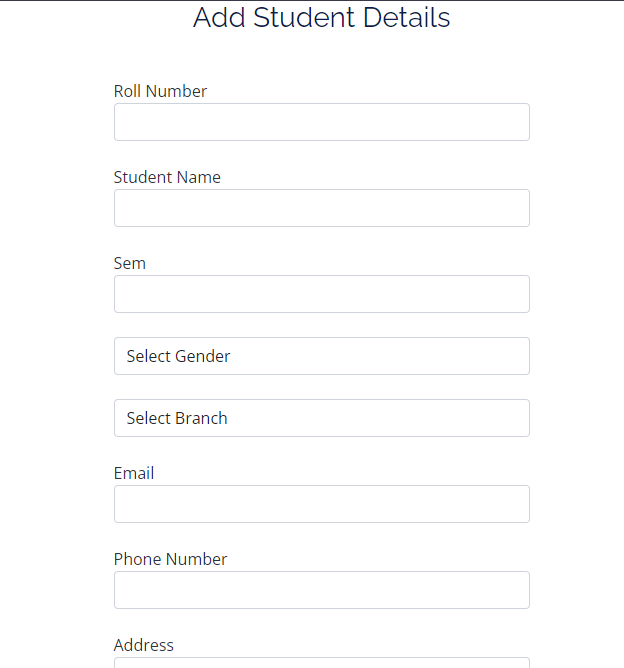 Add Student Details
Roll Number
Student Name
Sem
Select Gender
Select Branch
Email
Phone Number
Address